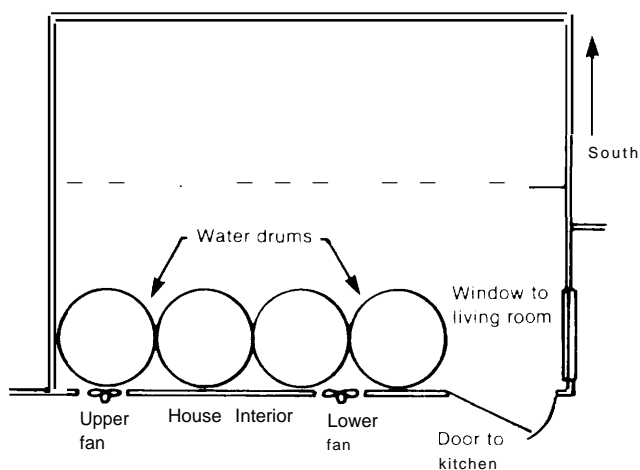 South
Water drums
Window to
living room
Upper
fan
House Interior
Lower
fan
Door to
kitchen